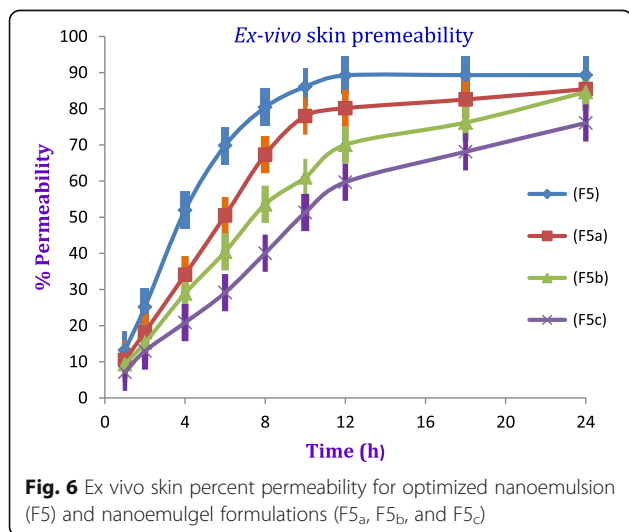 Ex-vivo skin premeability
100
90
80
70
60
50
40
30
20
10
0
% Permeability
0 4 8 12 16 20 24
Time (h)
(F5)
(F5a)
(F5b)
(F5c)
Fig. 6 Ex vivo skin percent permeability for optimized nanoemulsion
(F5) and nanoemulgel formulations (F5a, F5b, and F5c)